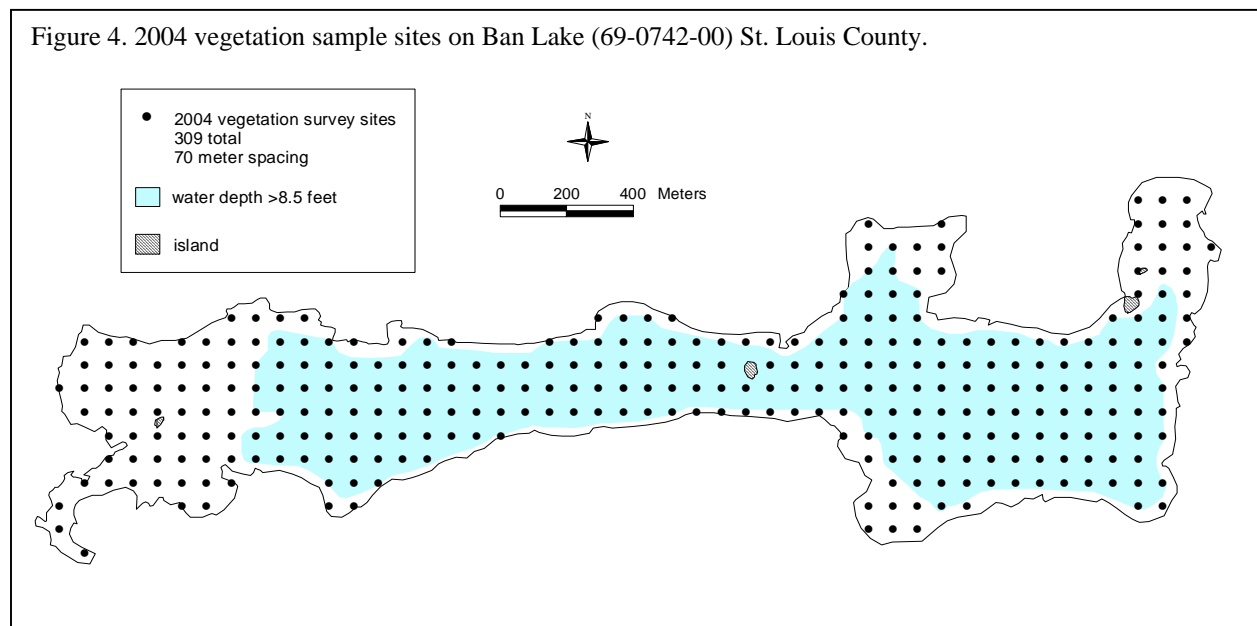 Figure 4. 2004 vegetation sample sites on Ban Lake (69-0742-00) St. Louis County.
2004 vegetation survey sites
309 total
70 meter spacing
water depth >8.5 feet
island
N
0 200 400 Meters